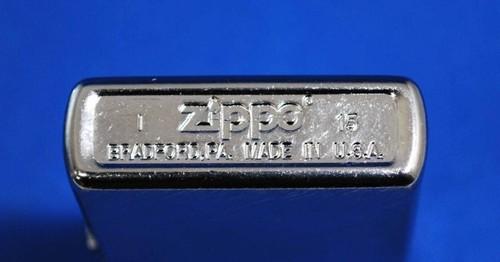 I Zippo® 15
BRADFORD,PA. MADE IN U.S.A.